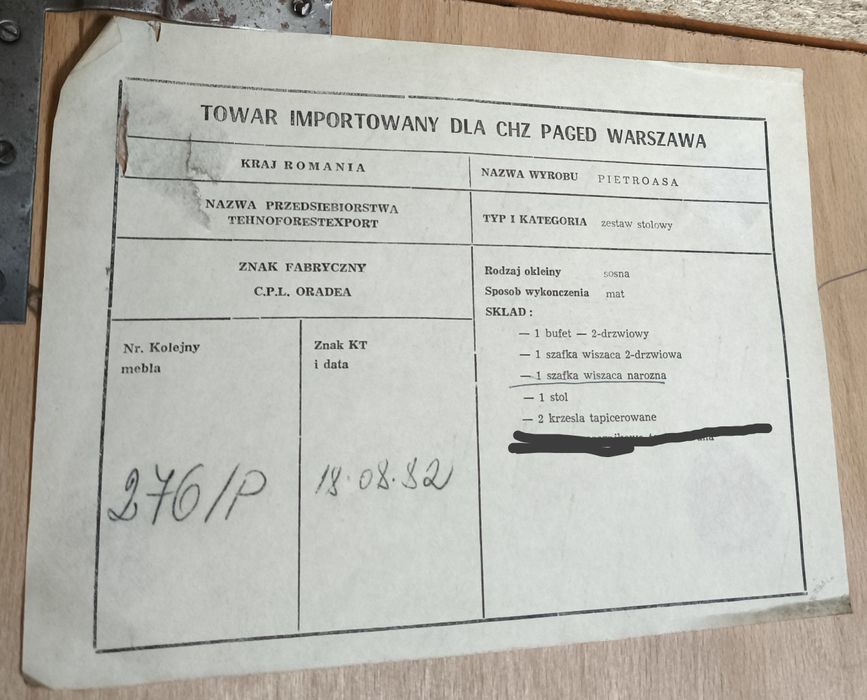 TOWAR IMPORTOWANY DLA CHZ PAGED WARSZAWA
KRAJ ROMANIA
NAZWA WYROBU PIETROASA
NAZWA PRZEDSIEBIORSTWA
TEHNOFORESTEXPORT
TYP I KATEGORIA zestaw stolowy
ZNAK FABRYCZNY
C.P.L. ORADEA
Rodzaj okleiny sosna
Sposob wykonczenia mat
SKLAD :
— 1 bufet — 2-drzwiowy
— 1 szafka wiszaca 2-drzwiowa
— 1 szafka wiszaca narozna
— 1 stol
— 2 krzesla tapicerowane
Nr. Kolejny
mebla
Znak KT
i data
276/P
18.08.82